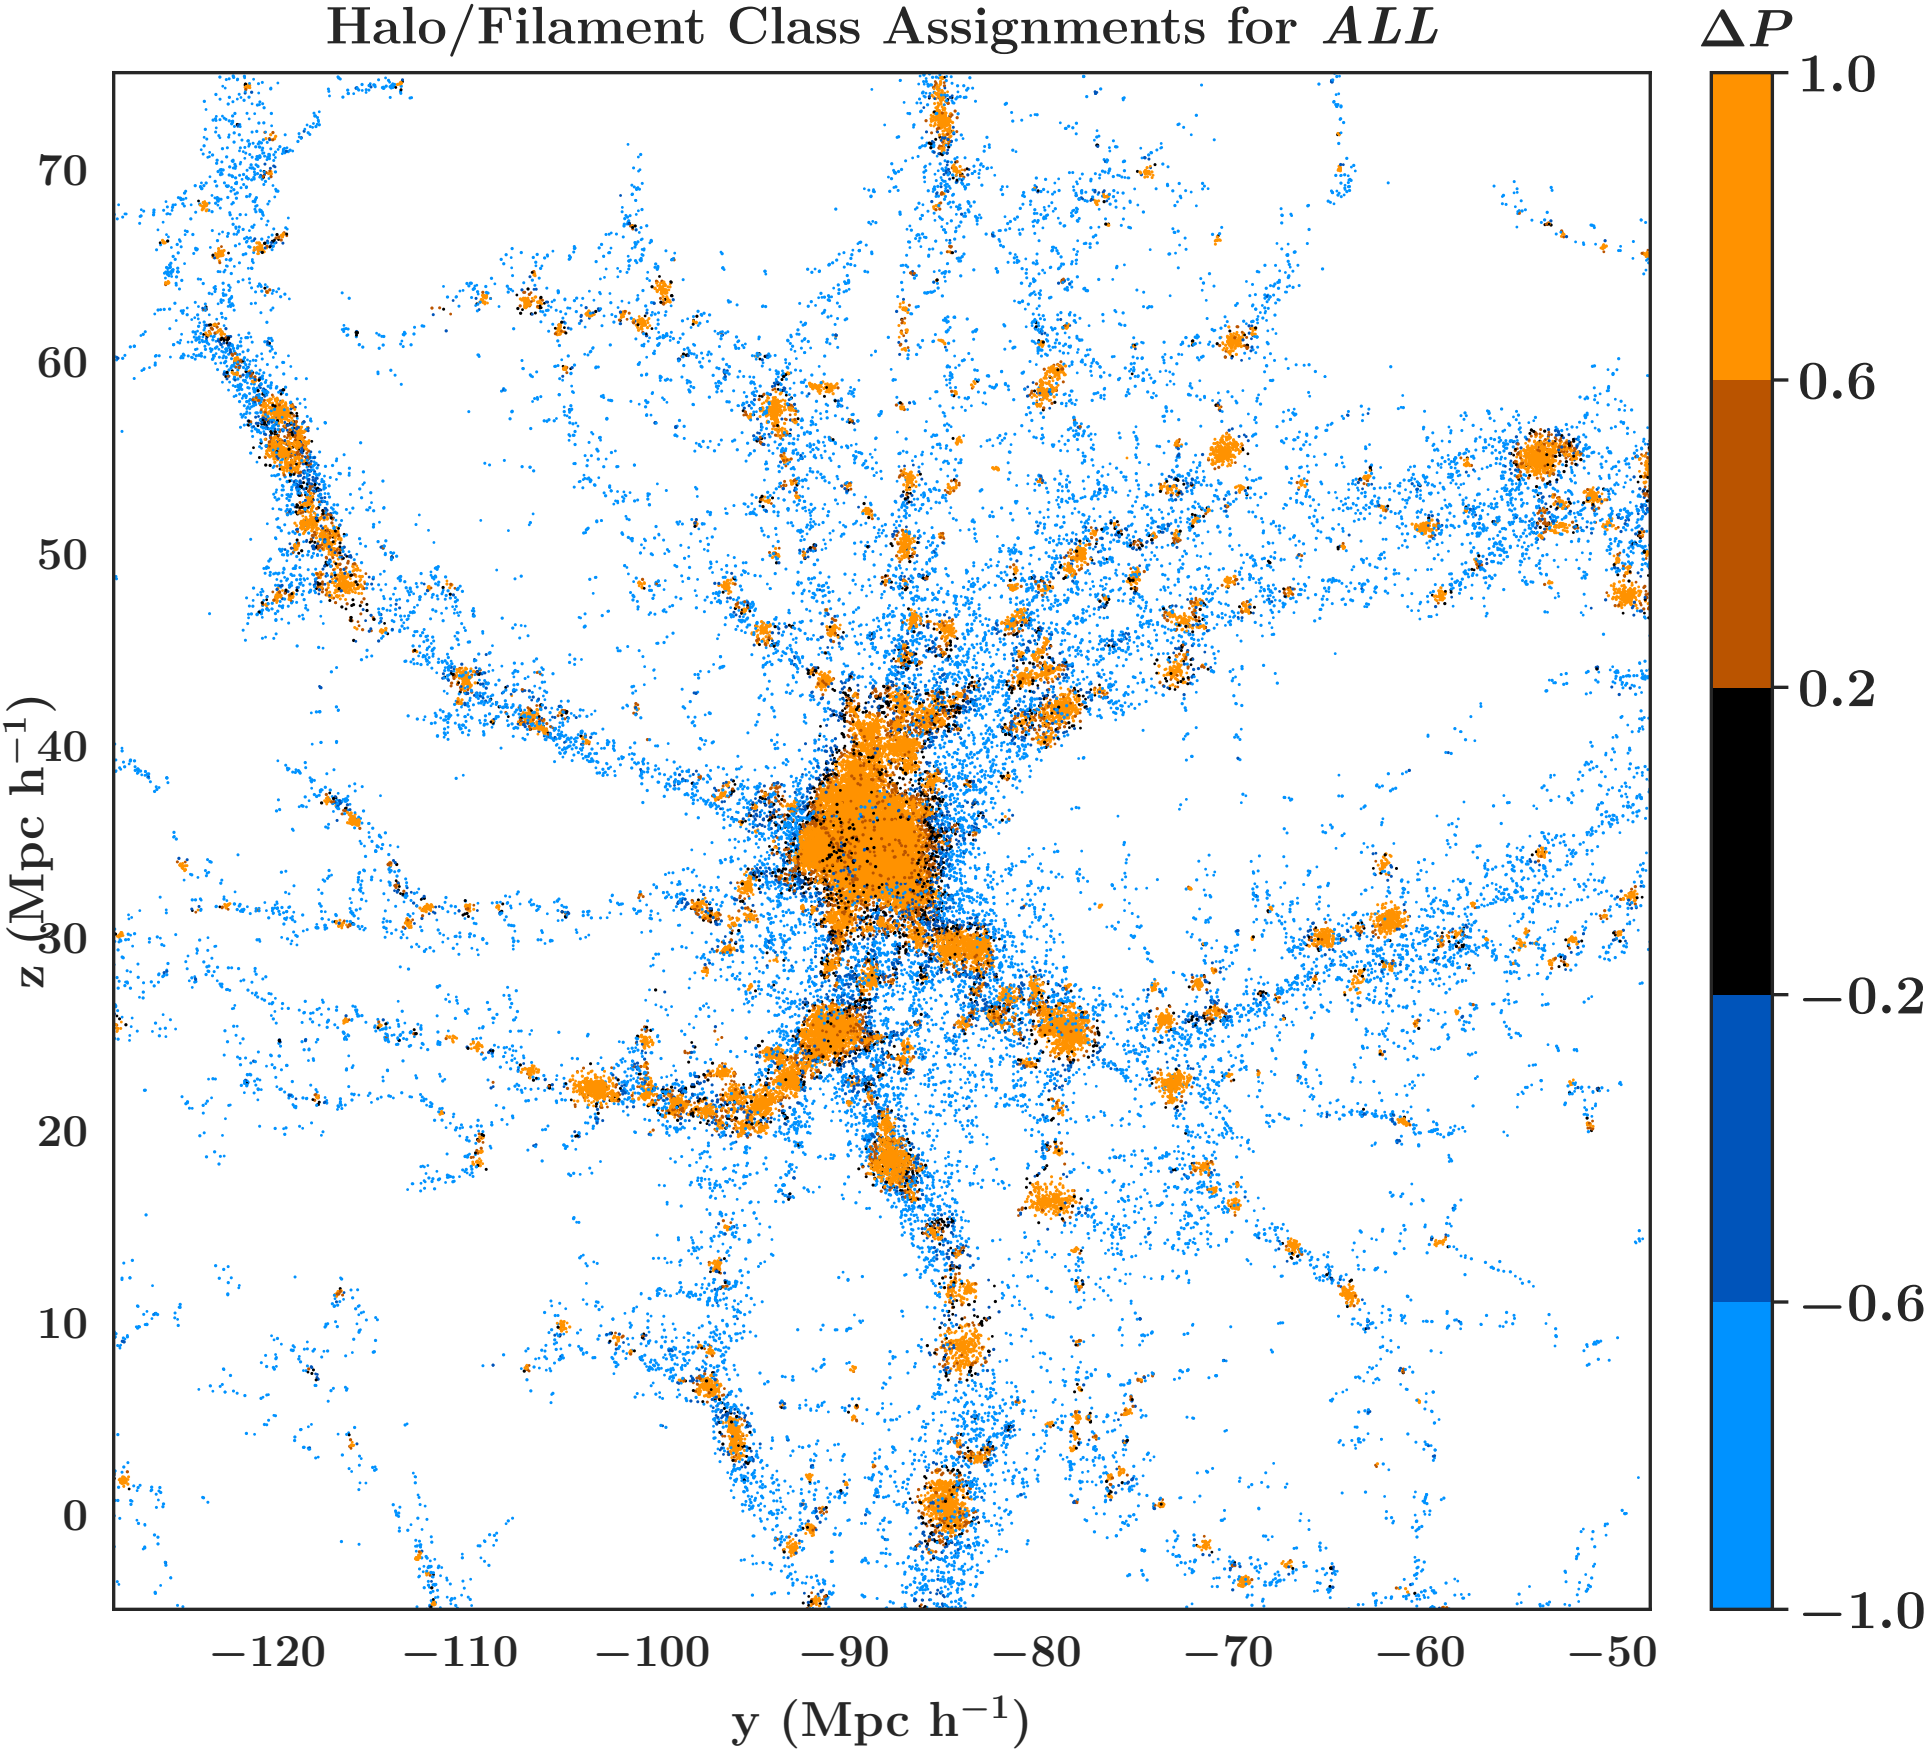 Halo/Filament Class Assignments for ALL
ΔP
1.0
0.6
0.2
−0.2
−0.6
−1.0
z (Mpc h⁻¹)
70
60
50
40
30
20
10
0
−120 −110 −100 −90 −80 −70 −60 −50
y (Mpc h⁻¹)